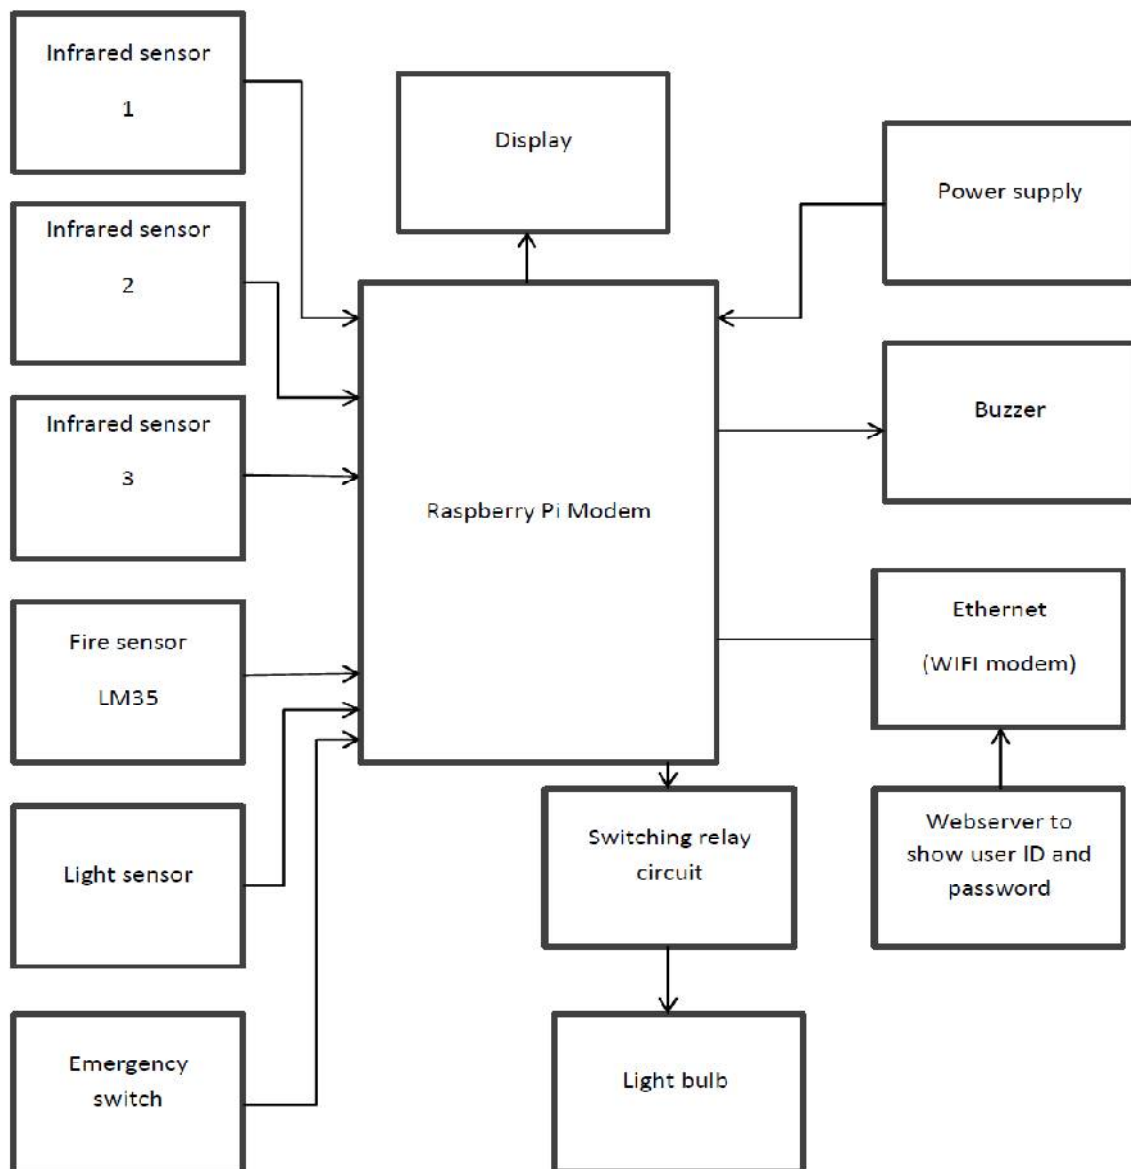 Infrared sensor
1
Display
Power supply
Infrared sensor
2
Buzzer
Infrared sensor
3
Raspberry Pi Modem
Ethernet
(WIFI modem)
Fire sensor
LM35
Webserver to
show user ID and
password
Switching relay
circuit
Light sensor
Emergency
switch
Light bulb